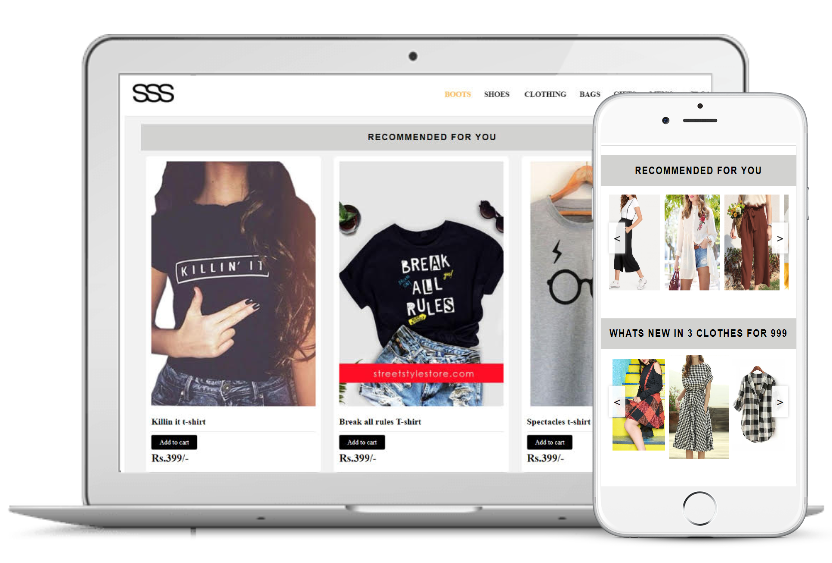 SSS
BOOTS SHOES CLOTHING BAGS
RECOMMENDED FOR YOU
KILLIN' IT
BREAK
ALL
RULES
streetstylestore.com
Killin it t-shirt
Add to cart
Rs.399/-
Break all rules T-shirt
Add to cart
Rs.399/-
Spectacles t-shirt
Add to cart
Rs.399/-
RECOMMENDED FOR YOU
< >
WHATS NEW IN 3 CLOTHES FOR 999
< >